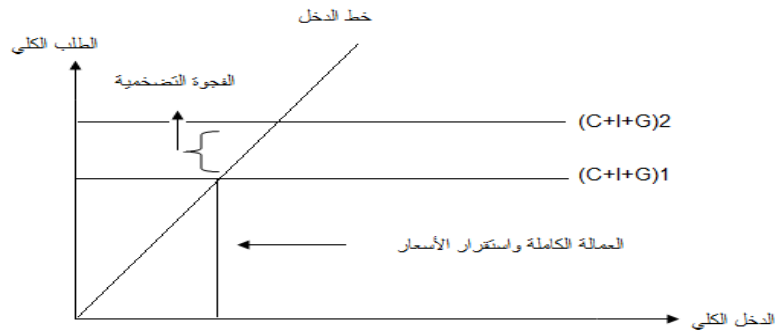 خط الدخل
الطلب الكلي
الفجوة التضخمية
(C+I+G)2
(C+I+G)1
العمالة الكاملة واستقرار الأسعار
الدخل الكلي